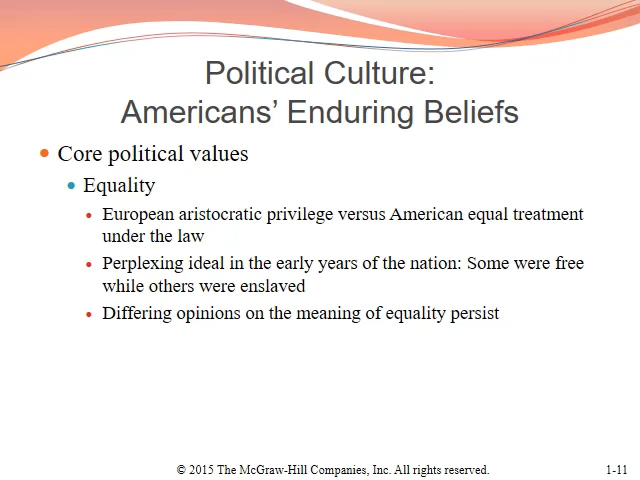 Political Culture:
Americans’ Enduring Beliefs
Core political values
Equality
European aristocratic privilege versus American equal treatment
under the law
Perplexing ideal in the early years of the nation: Some were free
while others were enslaved
Differing opinions on the meaning of equality persist
© 2015 The McGraw-Hill Companies, Inc. All rights reserved.
1-11